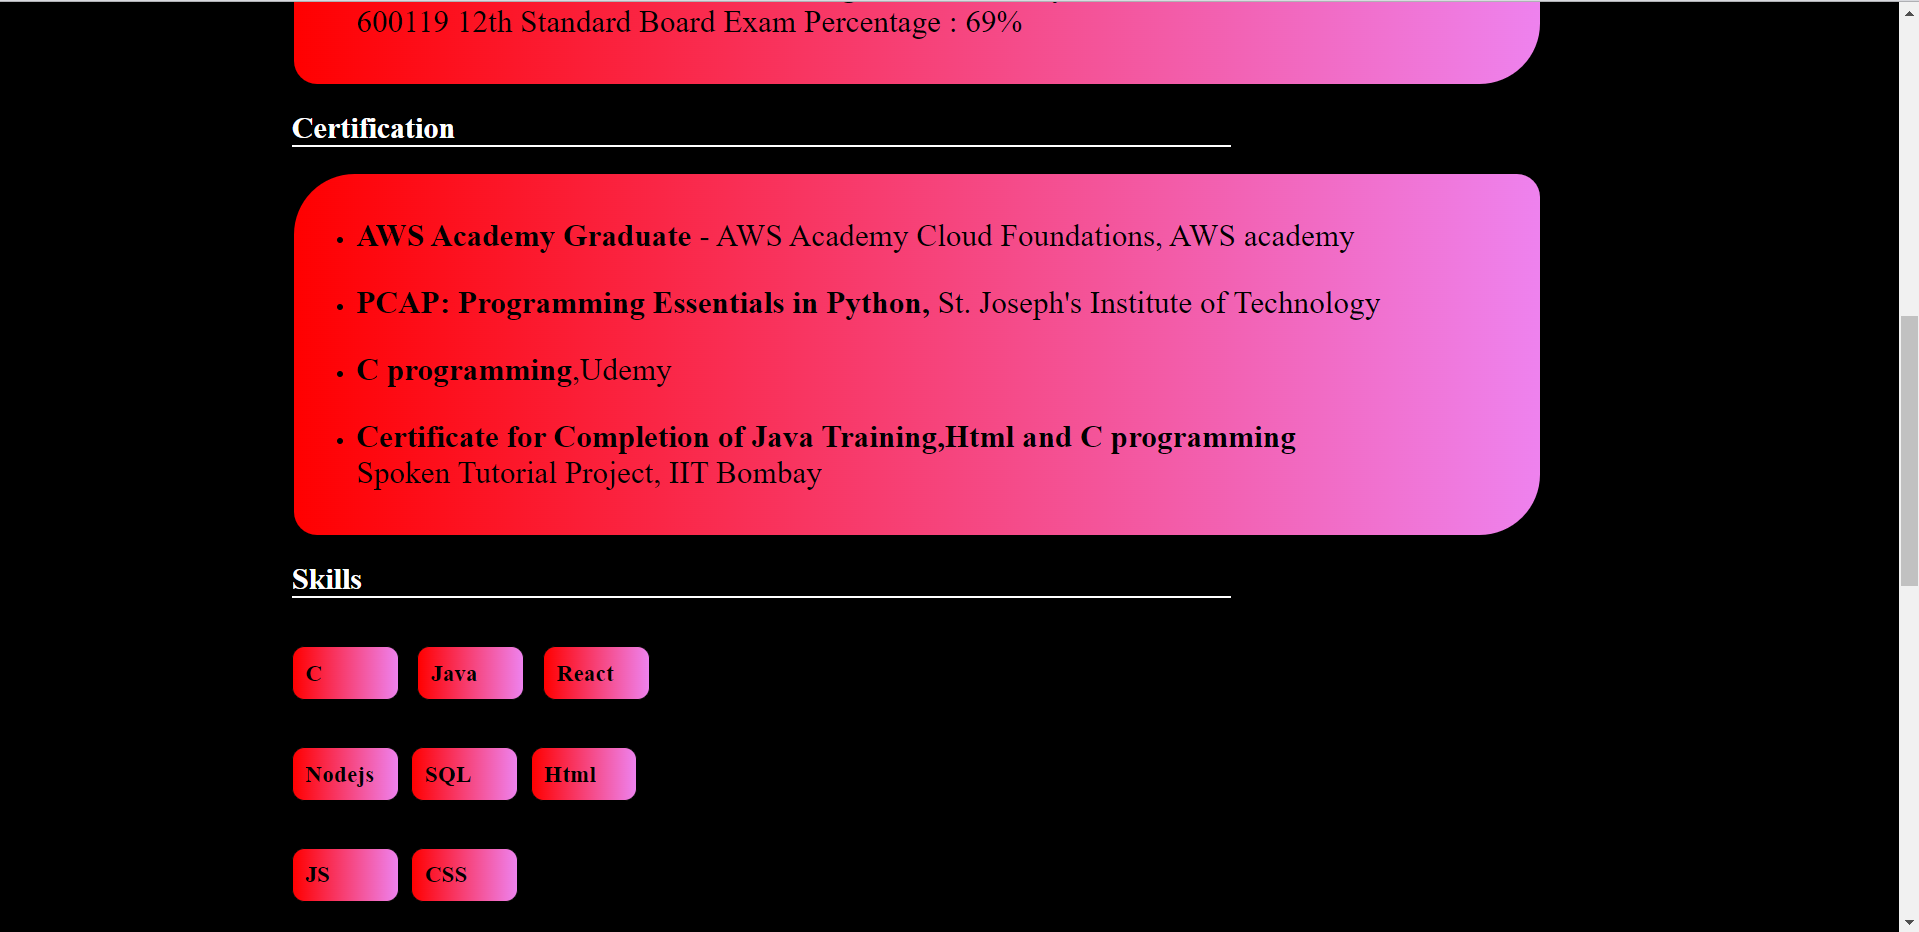 600119 12th Standard Board Exam Percentage : 69%
Certification
AWS Academy Graduate - AWS Academy Cloud Foundations, AWS academy
PCAP: Programming Essentials in Python, St. Joseph's Institute of Technology
C programming,Udemy
Certificate for Completion of Java Training,Html and C programming
Spoken Tutorial Project, IIT Bombay
Skills
C Java React
Nodejs SQL Html
JS CSS